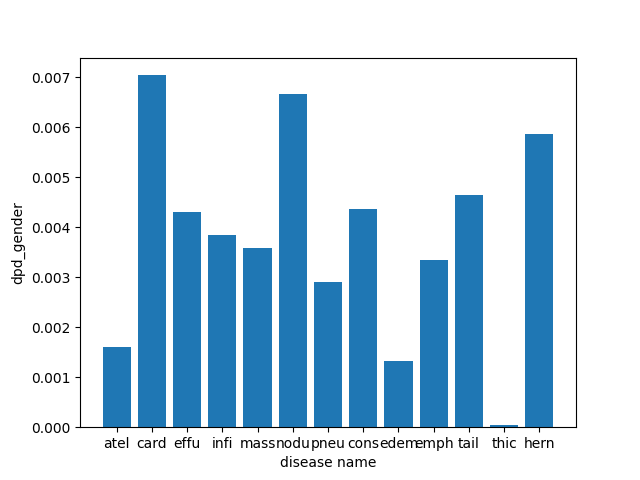 dpd_gender
0.007
0.006
0.005
0.004
0.003
0.002
0.001
0.000
atel card effu infi mass nodu pneu cons edem emph tail thic hern
disease name